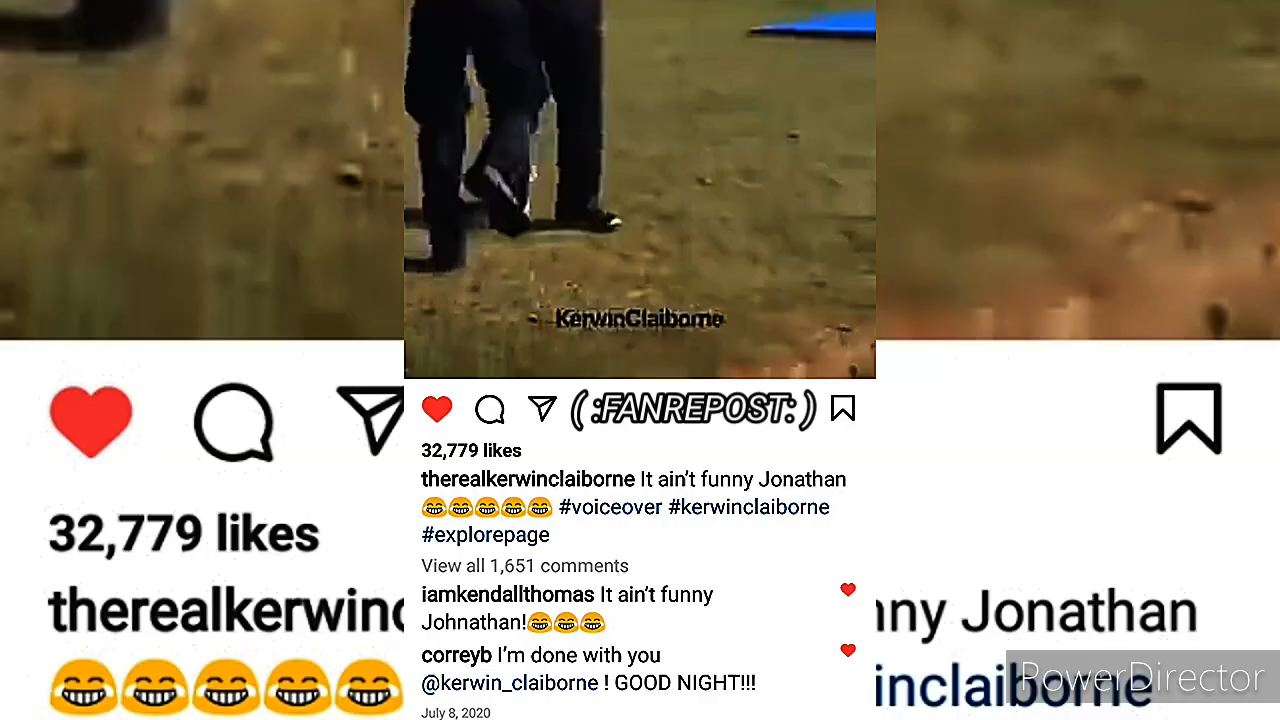 KerwinClaiborne
( :FANREPOST: )
32,779 likes
therealkerwinclaiborne It ain't funny Jonathan
😂😂😂😂😂 #voiceover #kerwinclaiborne
#explorepage
View all 1,651 comments
iamkendallthomas It ain't funny
Johnathan!😂😂😂
correyb I'm done with you
@kerwin_claiborne ! GOOD NIGHT!!!
July 8, 2020
32,779 likes
therealkerwinc
nny Jonathan
😂😂😂😂😂
inclaiborne
PowerDirector